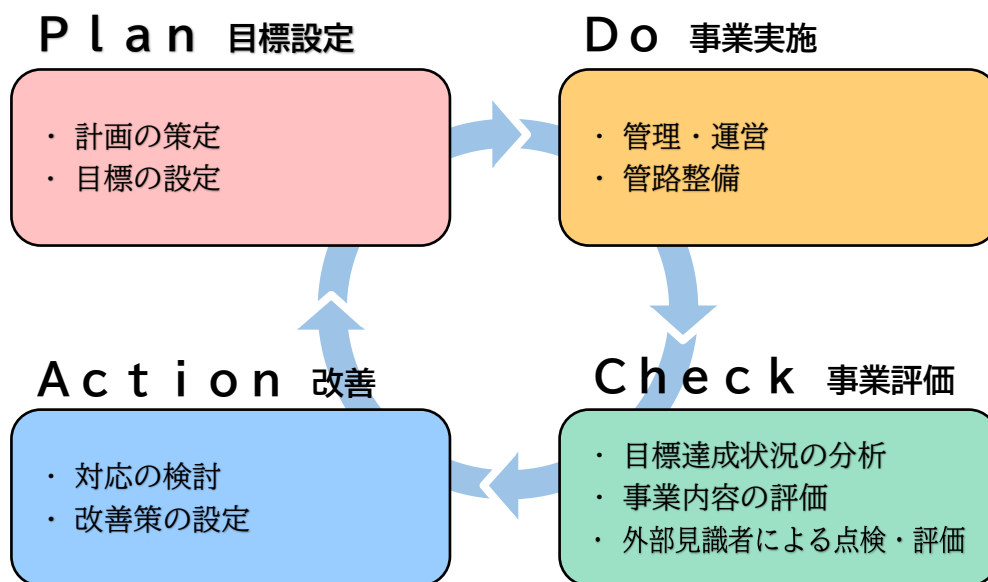 Ｐｌａｎ 目標設定
・ 計画の策定
・ 目標の設定
Ｄｏ 事業実施
・ 管理・運営
・ 管路整備
Ｃｈｅｃｋ 事業評価
・ 目標達成状況の分析
・ 事業内容の評価
・ 外部見識者による点検・評価
Ａｃｔｉｏｎ 改善
・ 対応の検討
・ 改善策の設定